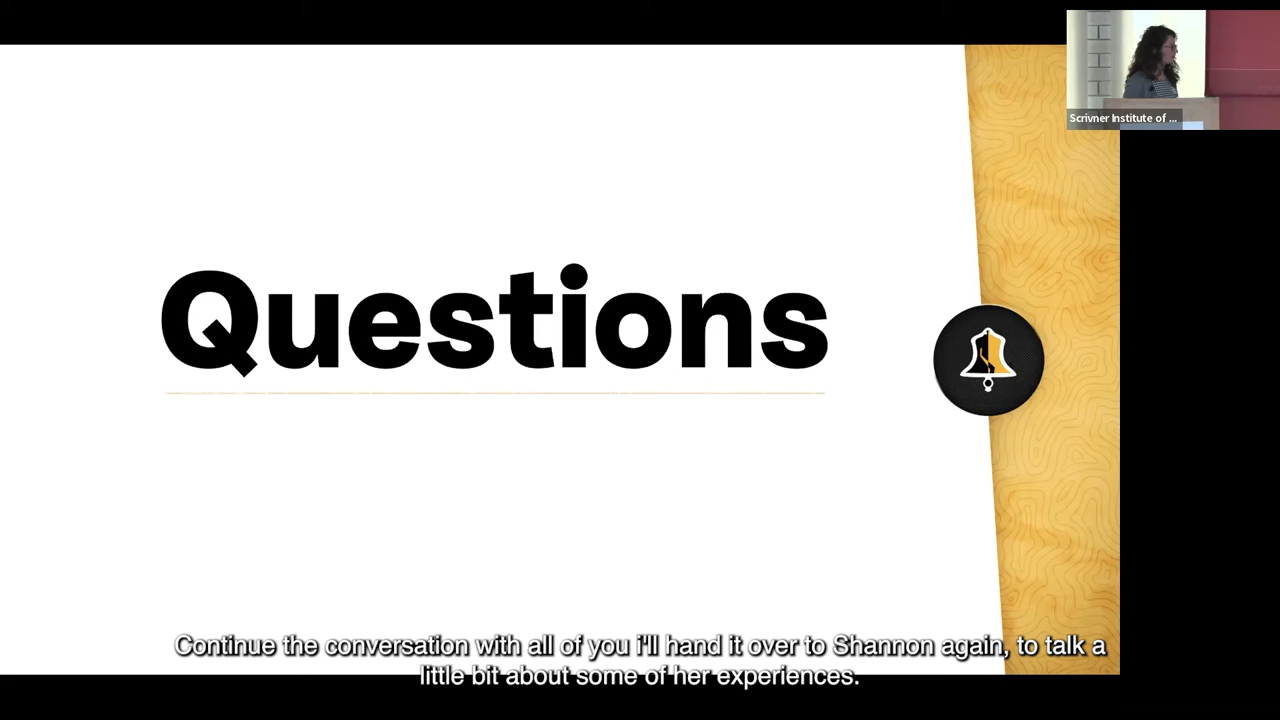 Scrivner Institute of ...
Questions
Continue the conversation with all of you i'll hand it over to Shannon again, to talk a
little bit about some of her experiences.